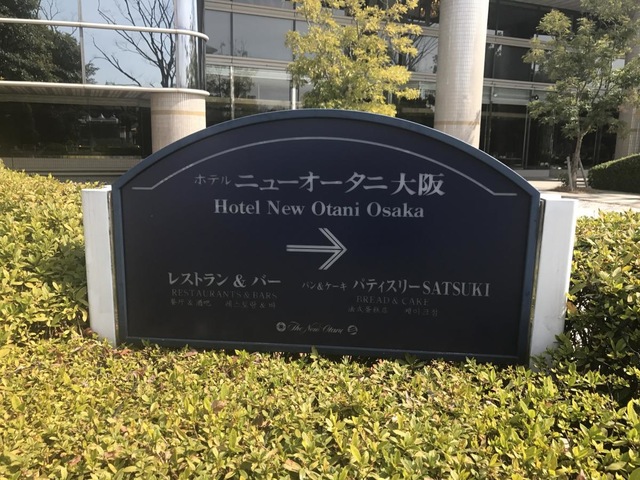 ホテル ニューオータニ大阪
Hotel New Otani Osaka
レストラン & バー
RESTAURANTS & BARS
パン&ケーキ パティスリーSATSUKI
BREAD & CAKE
The New Otani